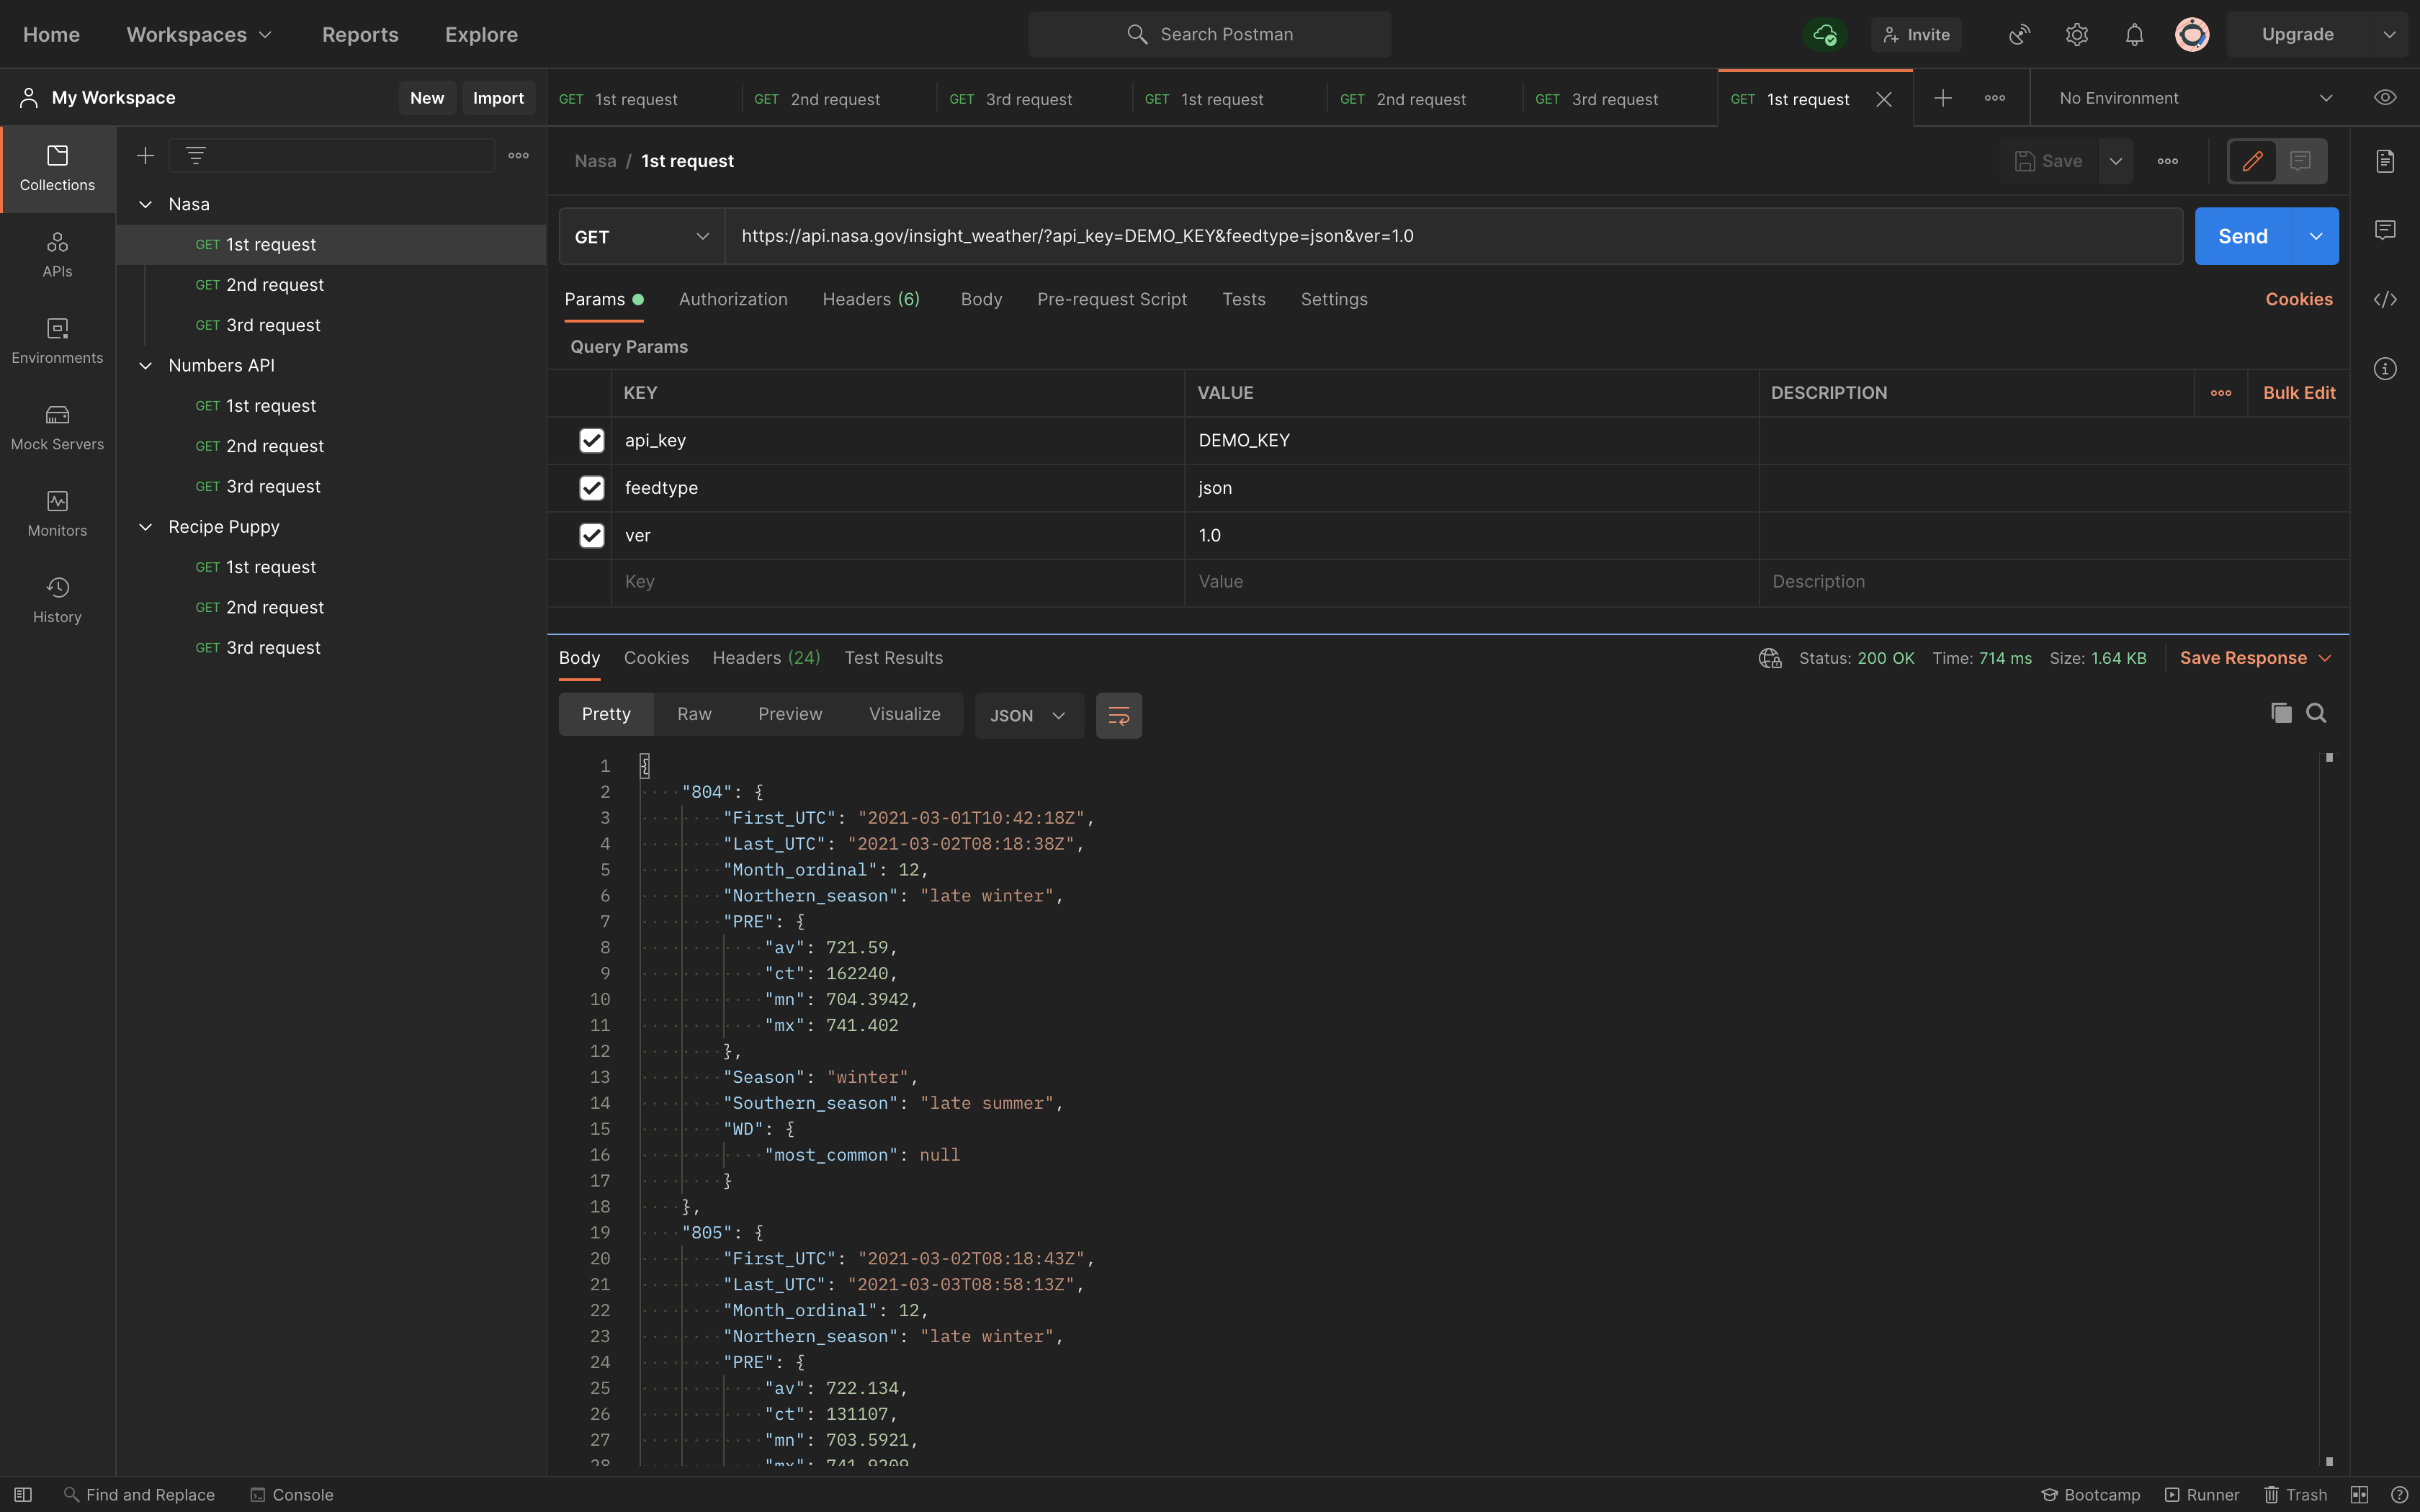 Home Workspaces Reports Explore Search Postman Invite Upgrade
My Workspace New Import
GET 1st request GET 2nd request GET 3rd request GET 1st request GET 2nd request GET 3rd request GET 1st request No Environment
Collections
APIs
Environments
Mock Servers
Monitors
History
Nasa
GET 1st request
GET 2nd request
GET 3rd request
Numbers API
GET 1st request
GET 2nd request
GET 3rd request
Recipe Puppy
GET 1st request
GET 2nd request
GET 3rd request
Nasa / 1st request Save
GET https://api.nasa.gov/insight_weather/?api_key=DEMO_KEY&feedtype=json&ver=1.0 Send
Params Authorization Headers (6) Body Pre-request Script Tests Settings Cookies
Query Params
KEY VALUE DESCRIPTION Bulk Edit
api_key DEMO_KEY
feedtype json
ver 1.0
Key Value Description
Body Cookies Headers (24) Test Results Status: 200 OK Time: 714 ms Size: 1.64 KB Save Response
Pretty Raw Preview Visualize JSON
1 {
2 "804": {
3 "First_UTC": "2021-03-01T10:42:18Z",
4 "Last_UTC": "2021-03-02T08:18:38Z",
5 "Month_ordinal": 12,
6 "Northern_season": "late winter",
7 "PRE": {
8 "av": 721.59,
9 "ct": 162240,
10 "mn": 704.3942,
11 "mx": 741.402
12 },
13 "Season": "winter",
14 "Southern_season": "late summer",
15 "WD": {
16 "most_common": null
17 }
18 },
19 "805": {
20 "First_UTC": "2021-03-02T08:18:43Z",
21 "Last_UTC": "2021-03-03T08:58:13Z",
22 "Month_ordinal": 12,
23 "Northern_season": "late winter",
24 "PRE": {
25 "av": 722.134,
26 "ct": 131107,
27 "mn": 703.5921,
28 "mx": 741.9209
Find and Replace Console Bootcamp Runner Trash